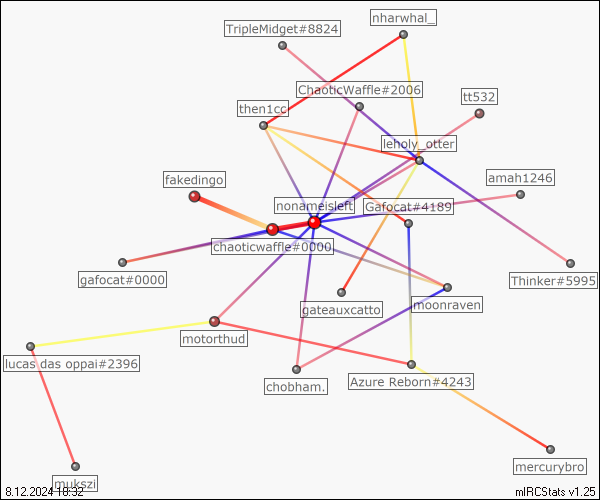 nharwhal_
TripleMidget#8824
ChaoticWaffle#2006
tt532
then1cc
leholy_otter
fakedingo
amah1246
nonameisleft
Gafocat#4189
chaoticwaffle#0000
gafocat#0000
Thinker#5995
gateauxcatto
moonraven
motorthud
lucas das oppai#2396
chobham.
Azure Reborn#4243
mercurybro
mukszi
8.12.2024 18:32
mIRCStats v1.25